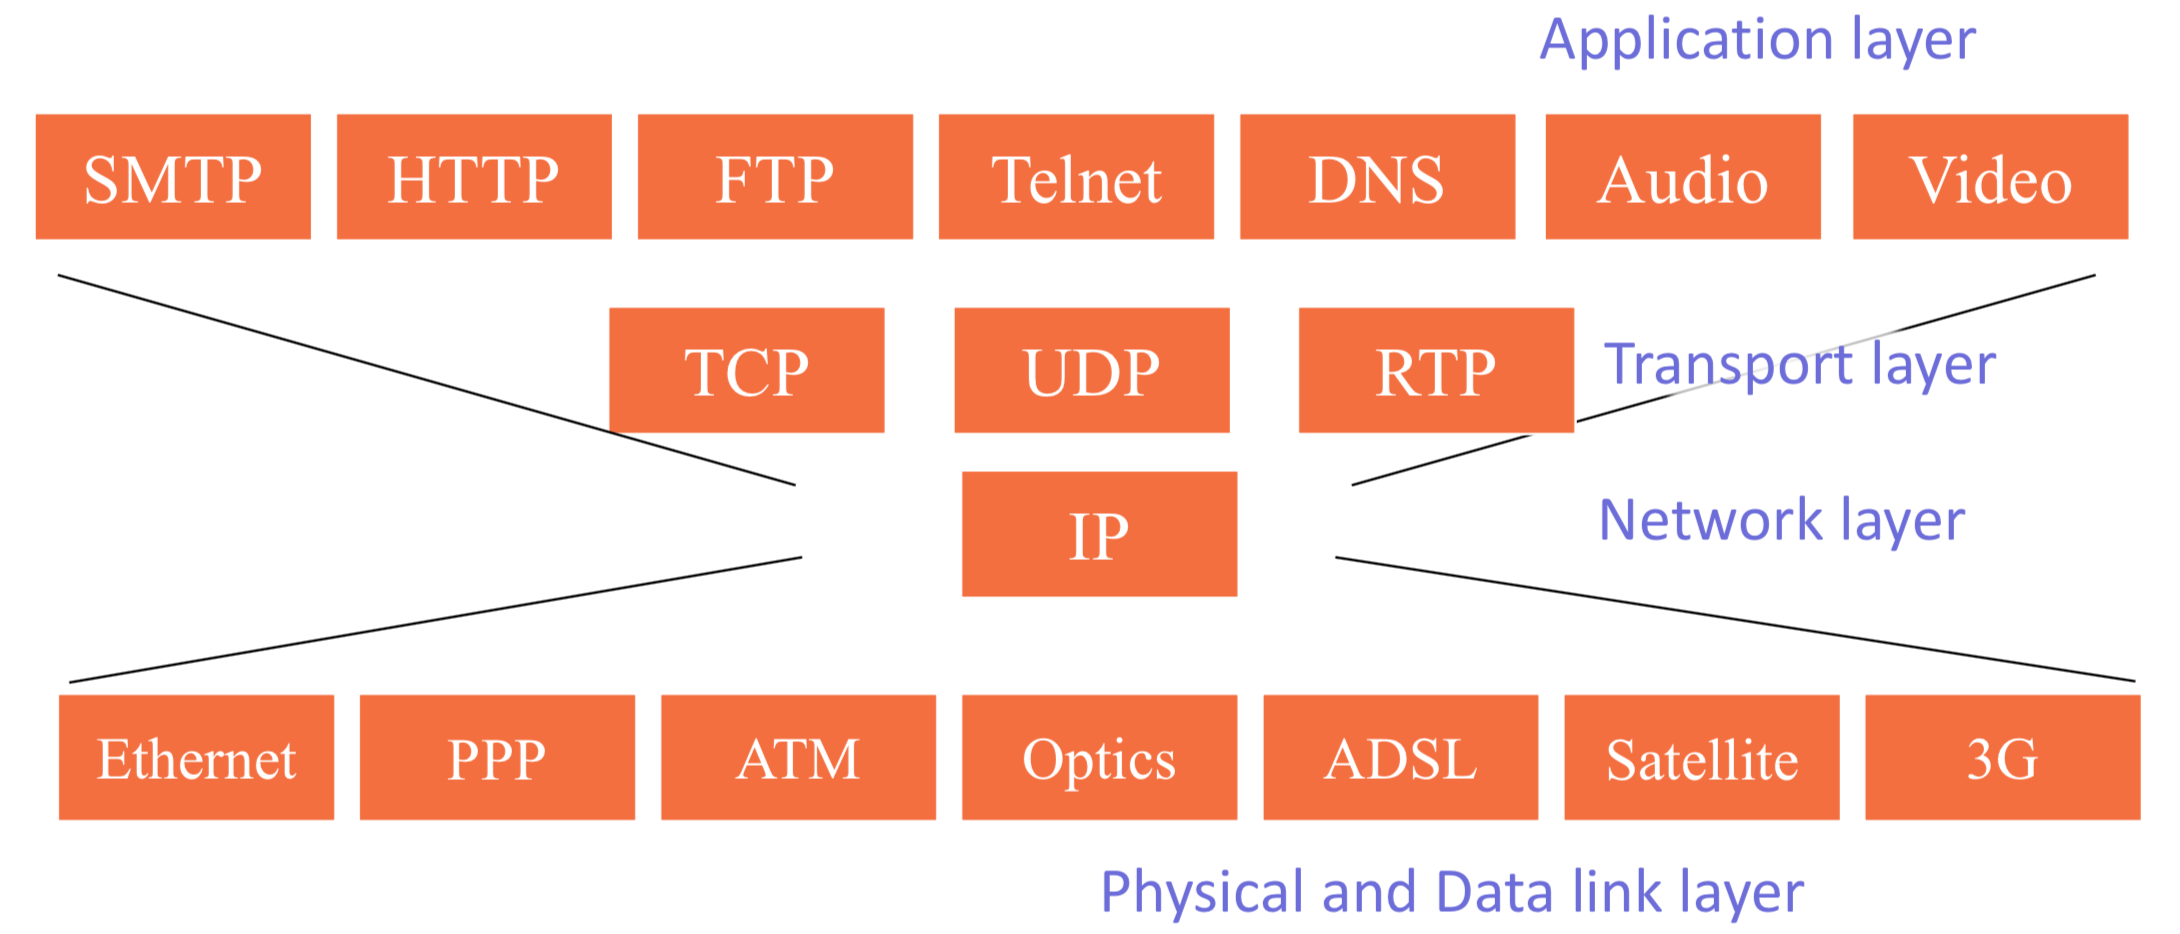 Application layer
SMTP HTTP FTP Telnet DNS Audio Video
TCP UDP RTP Transport layer
IP Network layer
Ethernet PPP ATM Optics ADSL Satellite 3G
Physical and Data link layer